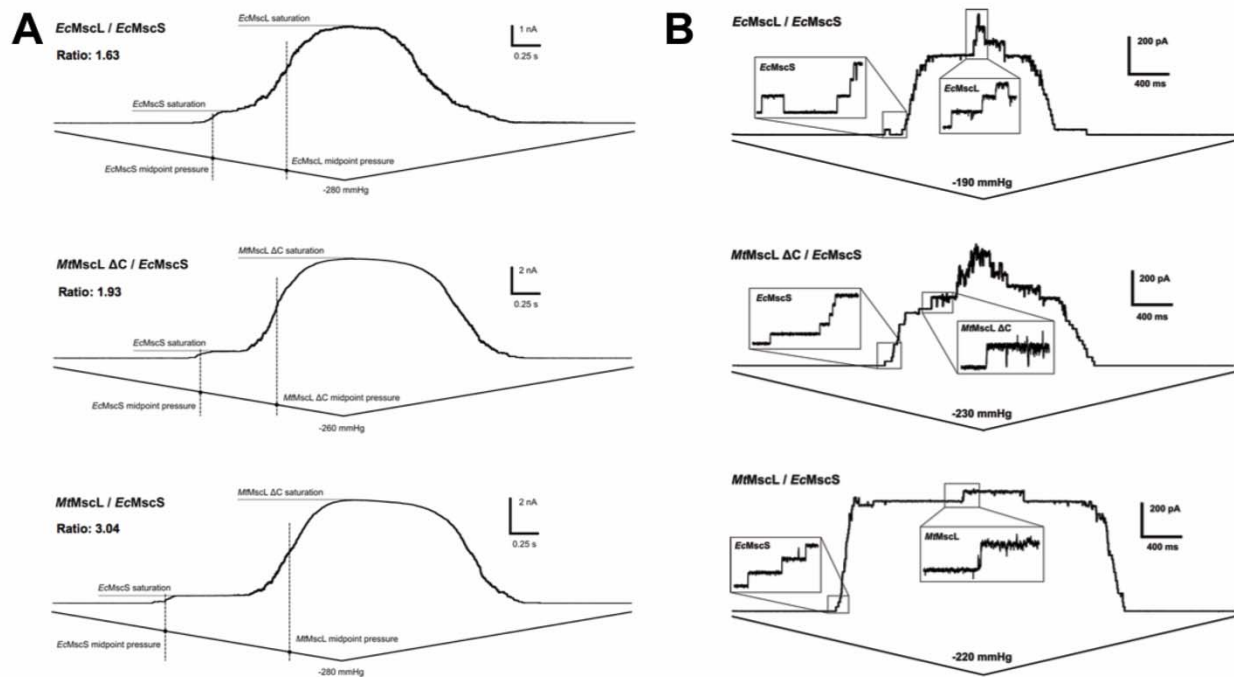 A
EcMscL / EcMscS
Ratio: 1.63
EcMscL saturation
1 nA
0.25 s
EcMscS saturation
EcMscS midpoint pressure
EcMscL midpoint pressure
-280 mmHg
MtMscL ΔC / EcMscS
Ratio: 1.93
MtMscL ΔC saturation
2 nA
0.25 s
EcMscS saturation
EcMscS midpoint pressure
MtMscL ΔC midpoint pressure
-260 mmHg
MtMscL / EcMscS
Ratio: 3.04
MtMscL ΔC saturation
2 nA
0.25 s
EcMscS saturation
EcMscS midpoint pressure
MtMscL midpoint pressure
-280 mmHg
B
EcMscL / EcMscS
200 pA
400 ms
EcMscS
EcMscL
-190 mmHg
MtMscL ΔC / EcMscS
200 pA
400 ms
EcMscS
MtMscL ΔC
-230 mmHg
MtMscL / EcMscS
200 pA
400 ms
EcMscS
MtMscL
-220 mmHg